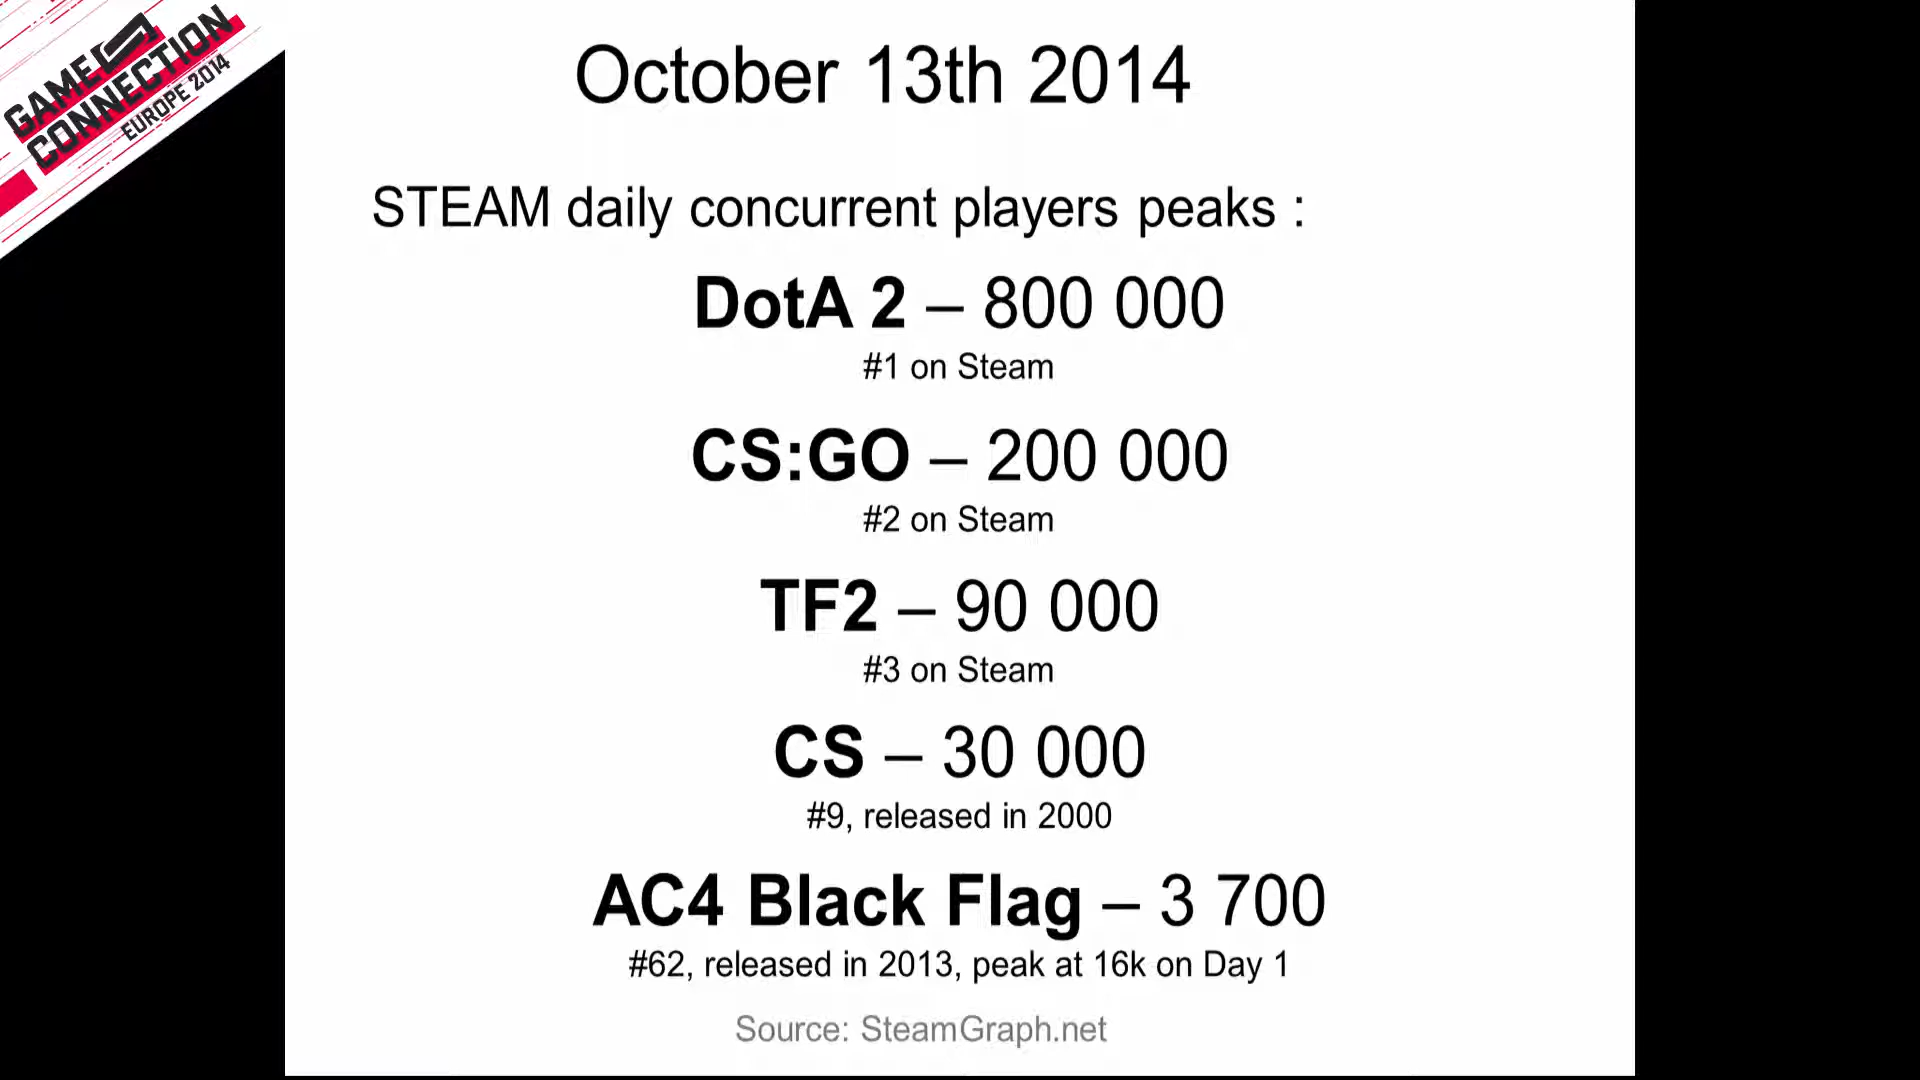 GAME
CONNECTION
EUROPE 2014
October 13th 2014
STEAM daily concurrent players peaks :
DotA 2 – 800 000
#1 on Steam
CS:GO – 200 000
#2 on Steam
TF2 – 90 000
#3 on Steam
CS – 30 000
#9, released in 2000
AC4 Black Flag – 3 700
#62, released in 2013, peak at 16k on Day 1
Source: SteamGraph.net